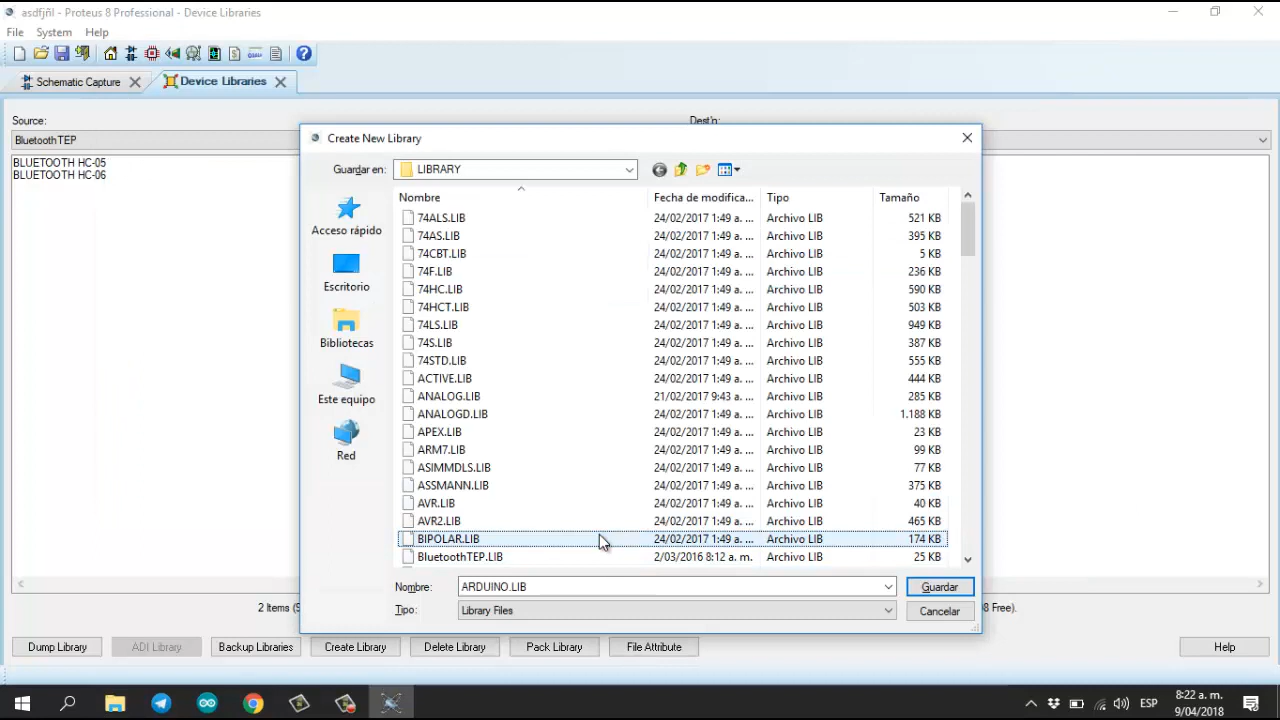 asdfjñl - Proteus 8 Professional - Device Libraries
File System Help
Schematic Capture
Device Libraries
Source:
Dest'n:
BluetoothTEP
BLUETOOTH HC-05
BLUETOOTH HC-06
Create New Library
Guardar en: LIBRARY
Acceso rápido
Escritorio
Bibliotecas
Este equipo
Red
Nombre Fecha de modifica... Tipo Tamaño
74ALS.LIB 24/02/2017 1:49 a. ... Archivo LIB 521 KB
74AS.LIB 24/02/2017 1:49 a. ... Archivo LIB 395 KB
74CBT.LIB 24/02/2017 1:49 a. ... Archivo LIB 5 KB
74F.LIB 24/02/2017 1:49 a. ... Archivo LIB 236 KB
74HC.LIB 24/02/2017 1:49 a. ... Archivo LIB 590 KB
74HCT.LIB 24/02/2017 1:49 a. ... Archivo LIB 503 KB
74LS.LIB 24/02/2017 1:49 a. ... Archivo LIB 949 KB
74S.LIB 24/02/2017 1:49 a. ... Archivo LIB 387 KB
74STD.LIB 24/02/2017 1:49 a. ... Archivo LIB 555 KB
ACTIVE.LIB 24/02/2017 1:49 a. ... Archivo LIB 444 KB
ANALOG.LIB 21/02/2017 9:43 a. ... Archivo LIB 285 KB
ANALOGD.LIB 24/02/2017 1:49 a. ... Archivo LIB 1.188 KB
APEX.LIB 24/02/2017 1:49 a. ... Archivo LIB 23 KB
ARM7.LIB 24/02/2017 1:49 a. ... Archivo LIB 99 KB
ASIMMDLS.LIB 24/02/2017 1:49 a. ... Archivo LIB 77 KB
ASSMANN.LIB 24/02/2017 1:49 a. ... Archivo LIB 375 KB
AVR.LIB 24/02/2017 1:49 a. ... Archivo LIB 40 KB
AVR2.LIB 24/02/2017 1:49 a. ... Archivo LIB 465 KB
BIPOLAR.LIB 24/02/2017 1:49 a. ... Archivo LIB 174 KB
BluetoothTEP.LIB 2/03/2016 8:12 a. m. Archivo LIB 25 KB
Nombre: ARDUINO.LIB Guardar
Tipo: Library Files Cancelar
2 Items (9
8 Free).
Dump Library ADI Library Backup Libraries Create Library Delete Library Pack Library File Attribute Help
ESP
8:22 a. m.
9/04/2018